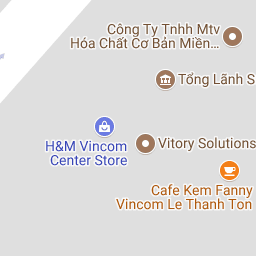 Công Ty Tnhh Mtv
Hóa Chất Cơ Bản Miền...
Tổng Lãnh S
H&M Vincom
Center Store
Vitory Solutions
Cafe Kem Fanny
Vincom Le Thanh Ton